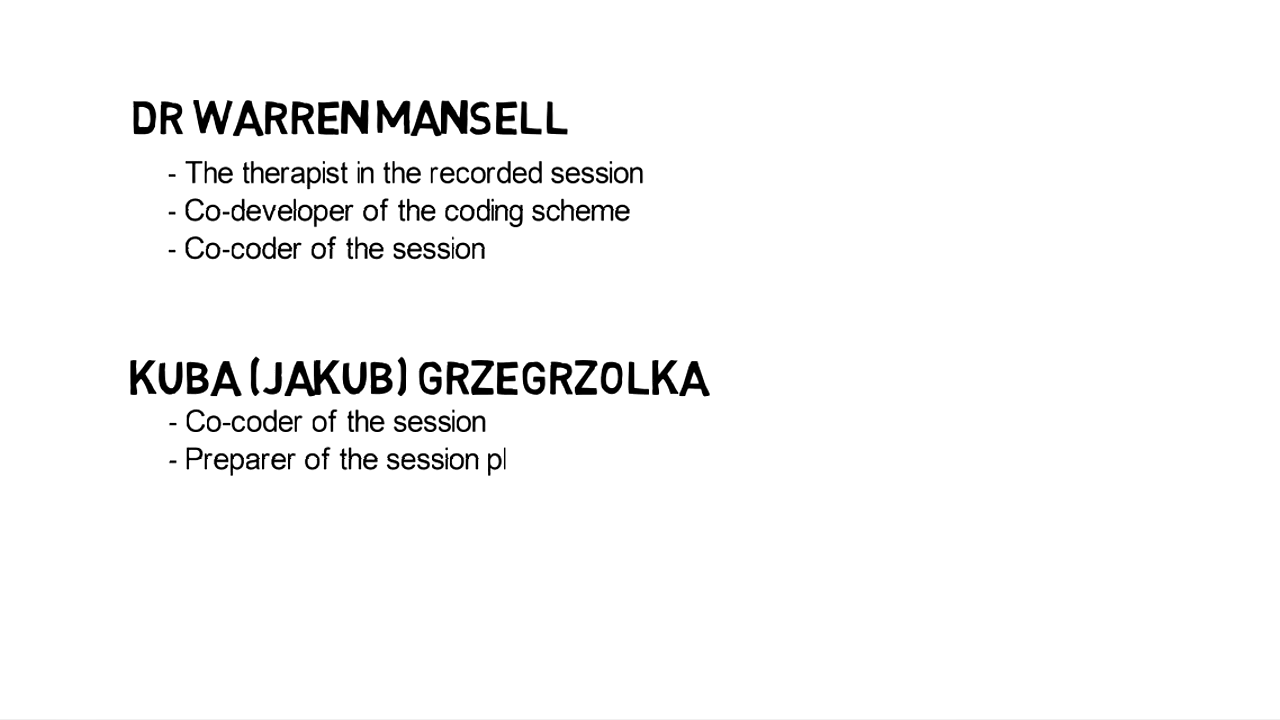 DR WARREN MANSELL
- The therapist in the recorded session
- Co-developer of the coding scheme
- Co-coder of the session
KUBA (JAKUB) GRZEGRZOLKA
- Co-coder of the session
- Preparer of the session pl